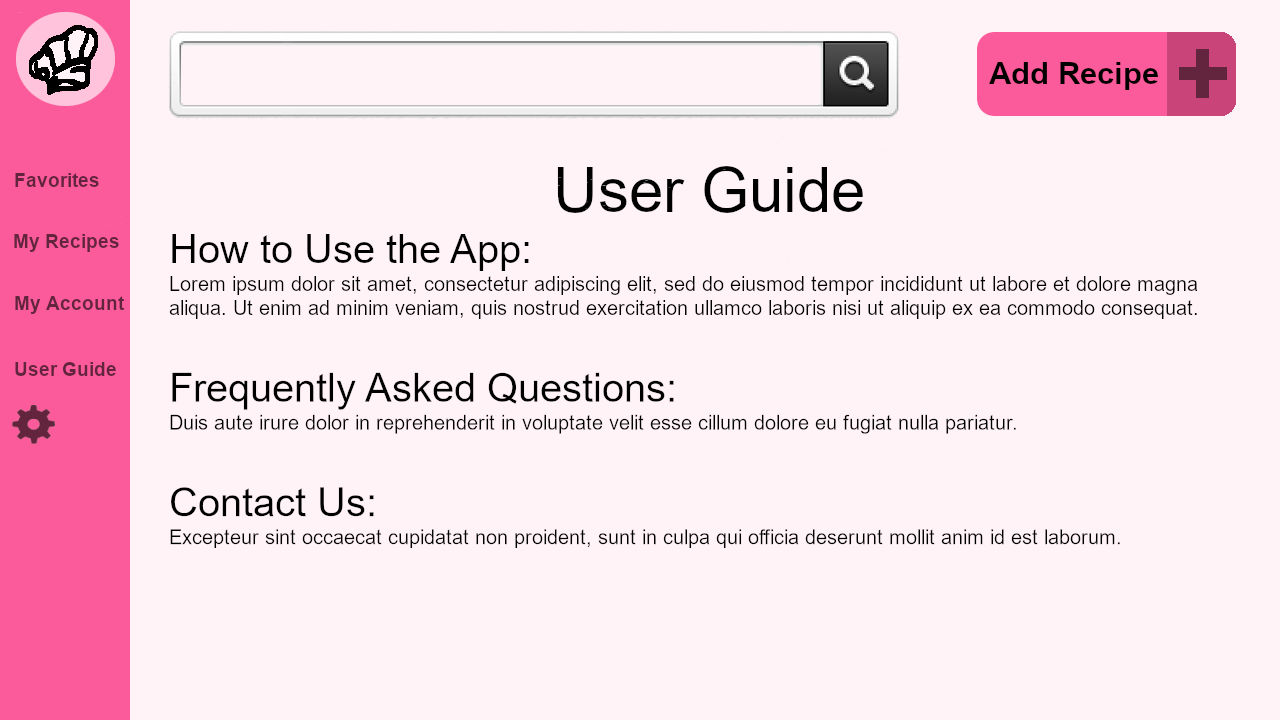 Add Recipe
Favorites
My Recipes
My Account
User Guide
User Guide
How to Use the App:
Lorem ipsum dolor sit amet, consectetur adipiscing elit, sed do eiusmod tempor incididunt ut labore et dolore magna
aliqua. Ut enim ad minim veniam, quis nostrud exercitation ullamco laboris nisi ut aliquip ex ea commodo consequat.
Frequently Asked Questions:
Duis aute irure dolor in reprehenderit in voluptate velit esse cillum dolore eu fugiat nulla pariatur.
Contact Us:
Excepteur sint occaecat cupidatat non proident, sunt in culpa qui officia deserunt mollit anim id est laborum.